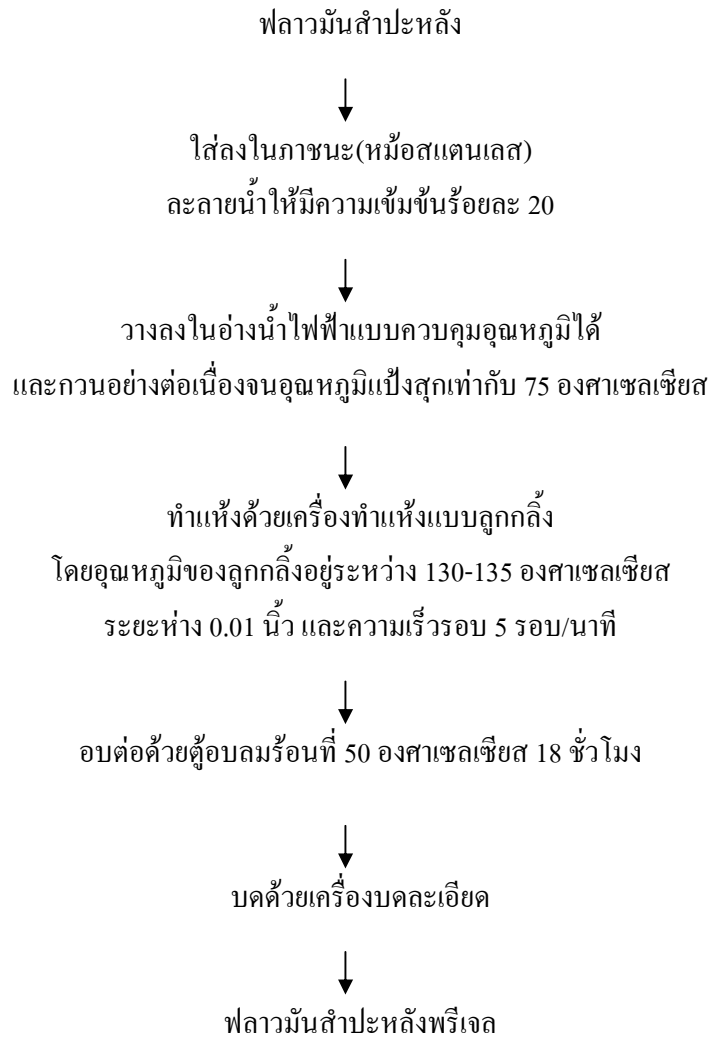 ฟลาวมันสำปะหลัง
ใส่ลงในภาชนะ(หม้อสแตนเลส)
ละลายน้ำให้มีความเข้มข้นร้อยละ 20
วางลงในอ่างน้ำไฟฟ้าแบบควบคุมอุณหภูมิได้
และกวนอย่างต่อเนื่องจนอุณหภูมิแป้งสุกเท่ากับ 75 องศาเซลเซียส
ทำแห้งด้วยเครื่องทำแห้งแบบลูกกลิ้ง
โดยอุณหภูมิของลูกกลิ้งอยู่ระหว่าง 130-135 องศาเซลเซียส
ระยะห่าง 0.01 นิ้ว และความเร็วรอบ 5 รอบ/นาที
อบต่อด้วยตู้อบลมร้อนที่ 50 องศาเซลเซียส 18 ชั่วโมง
บดด้วยเครื่องบดละเอียด
ฟลาวมันสำปะหลังพรีเจล